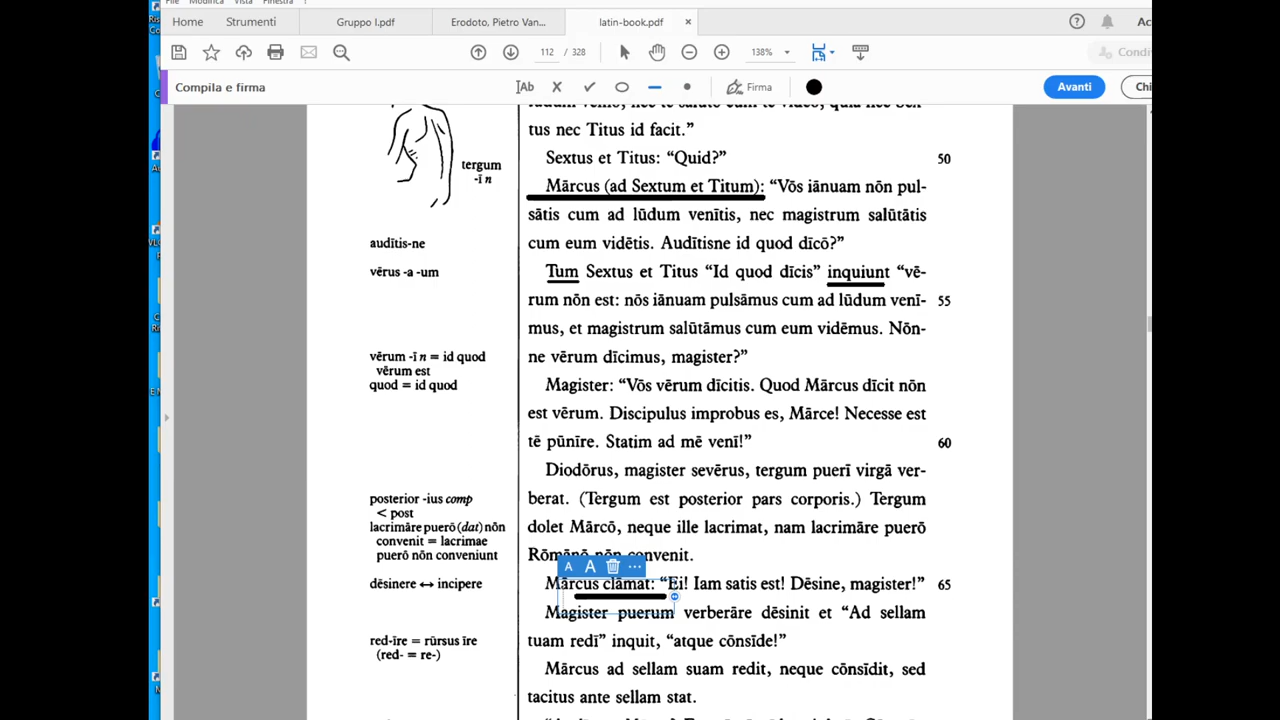 File Modifica Vista Finestra
Home Strumenti Gruppo I.pdf Erodoto, Pietro Van... latin-book.pdf ×
112 / 328 138%
Compila e firma Ab Firma Avanti
tus nec Titus id facit.”
tergum
-ī n
Sextus et Titus: “Quid?” 50
Mārcus (ad Sextum et Titum): “Vōs iānuam nōn pul-
sātis cum ad lūdum venītis, nec magistrum salūtātis
audītis-ne
cum eum vidētis. Audītisne id quod dīcō?”
vērus -a -um
Tum Sextus et Titus “Id quod dīcis” inquiunt “vē-
rum nōn est: nōs iānuam pulsāmus cum ad lūdum venī- 55
mus, et magistrum salūtāmus cum eum vidēmus. Nōn-
vērum -ī n = id quod
vērum est
ne vērum dīcimus, magister?”
quod = id quod
Magister: “Vōs vērum dīcitis. Quod Mārcus dīcit nōn
est vērum. Discipulus improbus es, Mārce! Necesse est
tē pūnīre. Statim ad mē venī!” 60
Diodōrus, magister sevērus, tergum puerī virgā ver-
posterior -ius comp
< post
berat. (Tergum est posterior pars corporis.) Tergum
lacrimāre puerō (dat) nōn
convenit = lacrimae
puerō nōn conveniunt
dolet Mārcō, neque ille lacrimat, nam lacrimāre puerō
Rōmānō nōn convenit.
A A ...
dēsinere ↔ incipere
Mārcus clāmat: “Ei! Iam satis est! Dēsine, magister!” 65
Magister puerum verberāre dēsinit et “Ad sellam
red-īre = rūrsus īre
(red- = re-)
tuam redī” inquit, “atque cōnsīde!”
Mārcus ad sellam suam redit, neque cōnsīdit, sed
tacitus ante sellam stat.